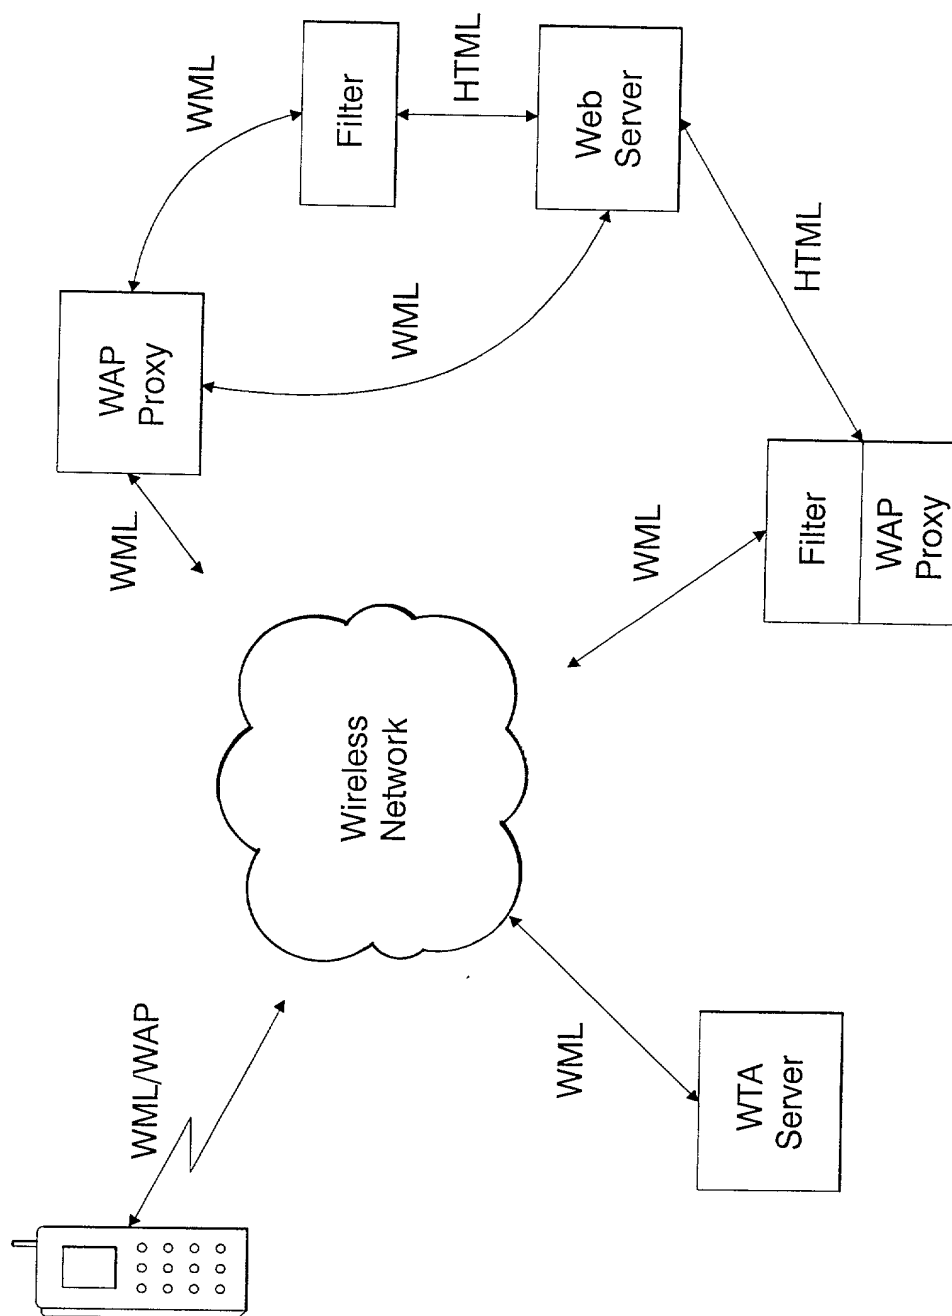 WML/WAP
WML
WAP
Proxy
WML
Wireless
Network
Filter
WML
HTML
Web
Server
WML
WML
HTML
WTA
Server
Filter
WAP
Proxy